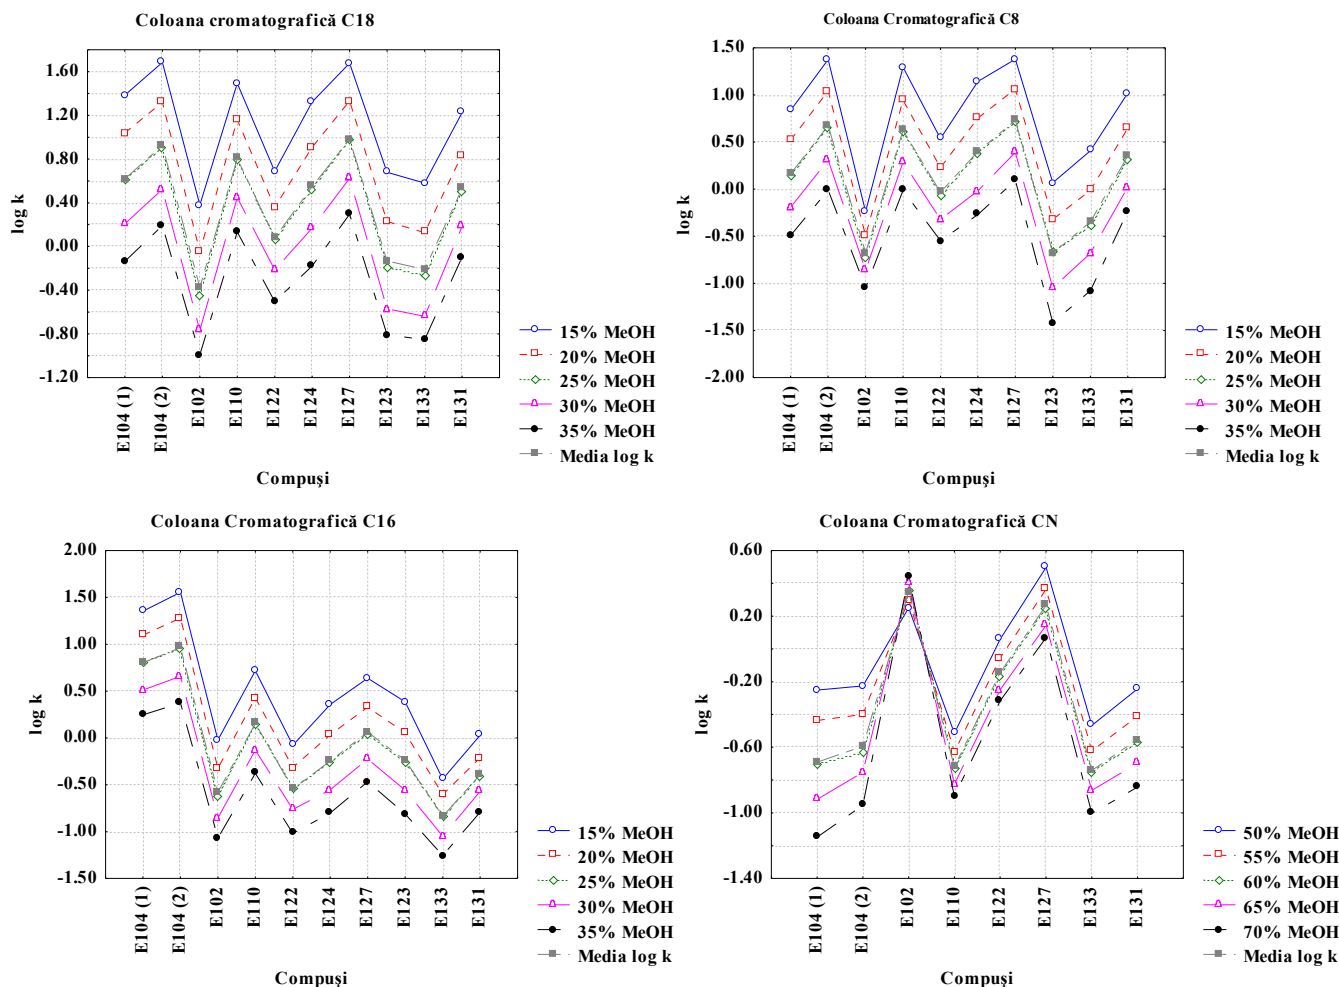 Coloana cromatografică C18
log k
1.60
1.20
0.80
0.40
0.00
-0.40
-0.80
-1.20
E104 (1)
E104 (2)
E102
E110
E122
E124
E127
E123
E133
E131
Compuşi
15% MeOH
20% MeOH
25% MeOH
30% MeOH
35% MeOH
Media log k
Coloana Cromatografică C8
log k
1.50
1.00
0.50
0.00
-0.50
-1.00
-1.50
-2.00
E104 (1)
E104 (2)
E102
E110
E122
E124
E127
E123
E133
E131
Compuşi
15% MeOH
20% MeOH
25% MeOH
30% MeOH
35% MeOH
Media log k
Coloana Cromatografică C16
log k
2.00
1.50
1.00
0.50
0.00
-0.50
-1.00
-1.50
E104 (1)
E104 (2)
E102
E110
E122
E124
E127
E123
E133
E131
Compuşi
15% MeOH
20% MeOH
25% MeOH
30% MeOH
35% MeOH
Media log k
Coloana Cromatografică CN
log k
0.60
0.20
-0.20
-0.60
-1.00
-1.40
E104 (1)
E104 (2)
E102
E110
E122
E127
E133
E131
Compuşi
50% MeOH
55% MeOH
60% MeOH
65% MeOH
70% MeOH
Media log k